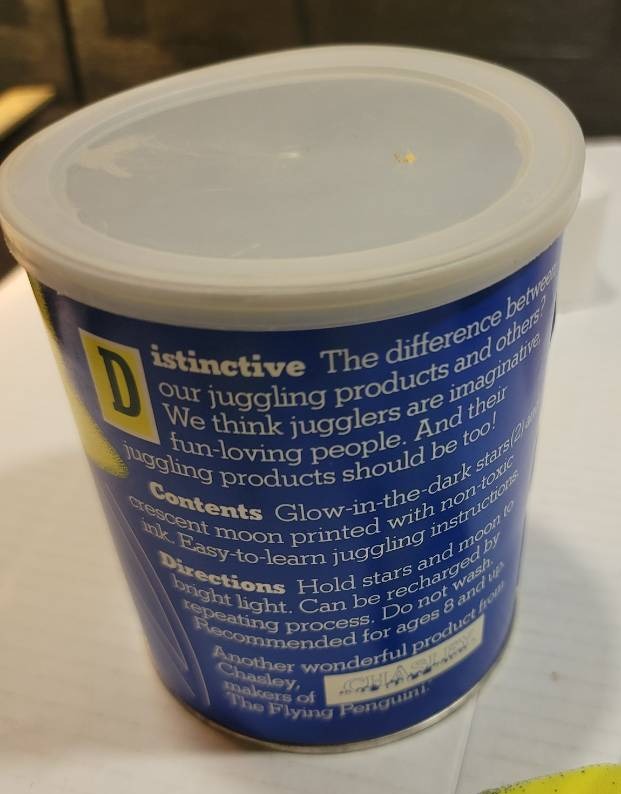 Distinctive The difference between
our juggling products and others?
We think jugglers are imaginative,
fun-loving people. And their
juggling products should be too!
Contents Glow-in-the-dark stars (2) and
crescent moon printed with non-toxic
ink. Easy-to-learn juggling instructions.
Directions Hold stars and moon to
bright light. Can be recharged by
repeating process. Do not wash.
Recommended for ages 8 and up.
Another wonderful product from
Chasley, CHASLEY
makers of
The Flying Penguini.